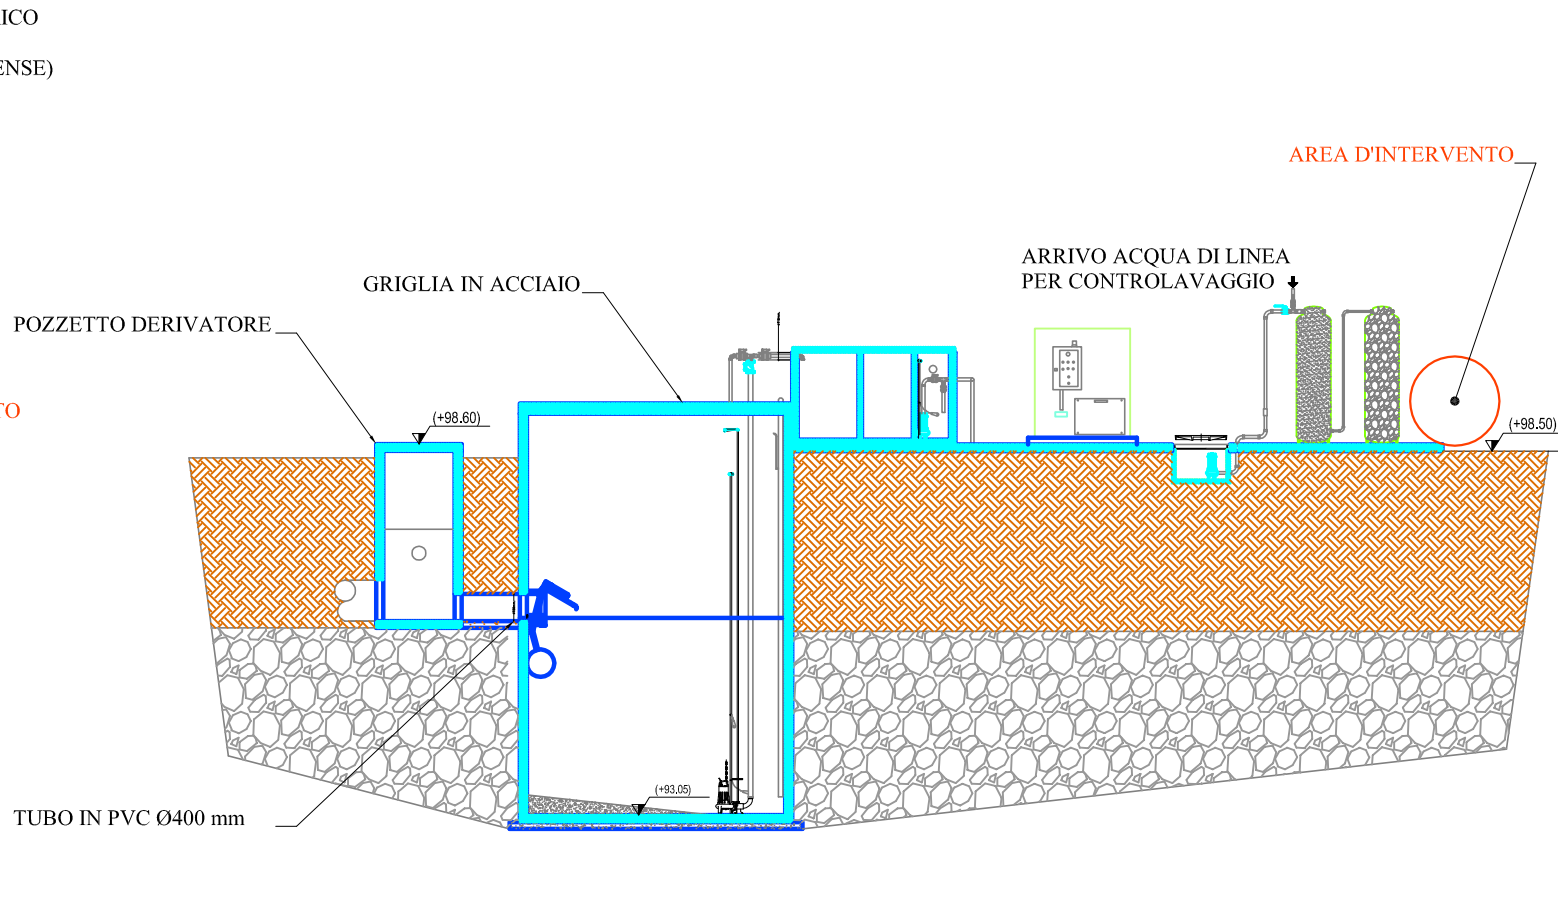 RICO
ENSE)
AREA D'INTERVENTO
ARRIVO ACQUA DI LINEA
PER CONTROLAVAGGIO
GRIGLIA IN ACCIAIO
POZZETTO DERIVATORE
TO
(+98.60)
(+98.50)
(+93,05)
TUBO IN PVC Ø400 mm